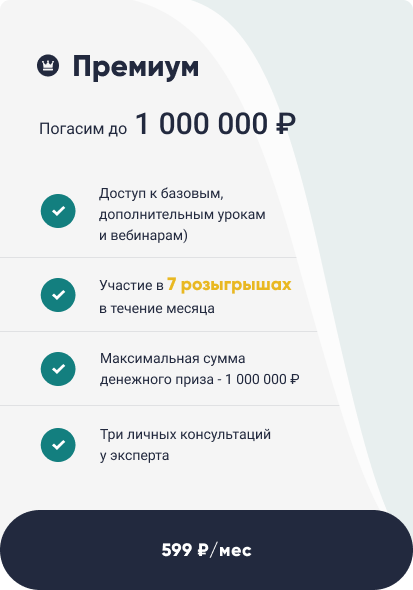 Премиум
Погасим до 1 000 000 ₽
Доступ к базовым,
дополнительным урокам
и вебинарам)
Участие в 7 розыгрышах
в течение месяца
Максимальная сумма
денежного приза - 1 000 000 ₽
Три личных консультаций
у эксперта
599 ₽/мес